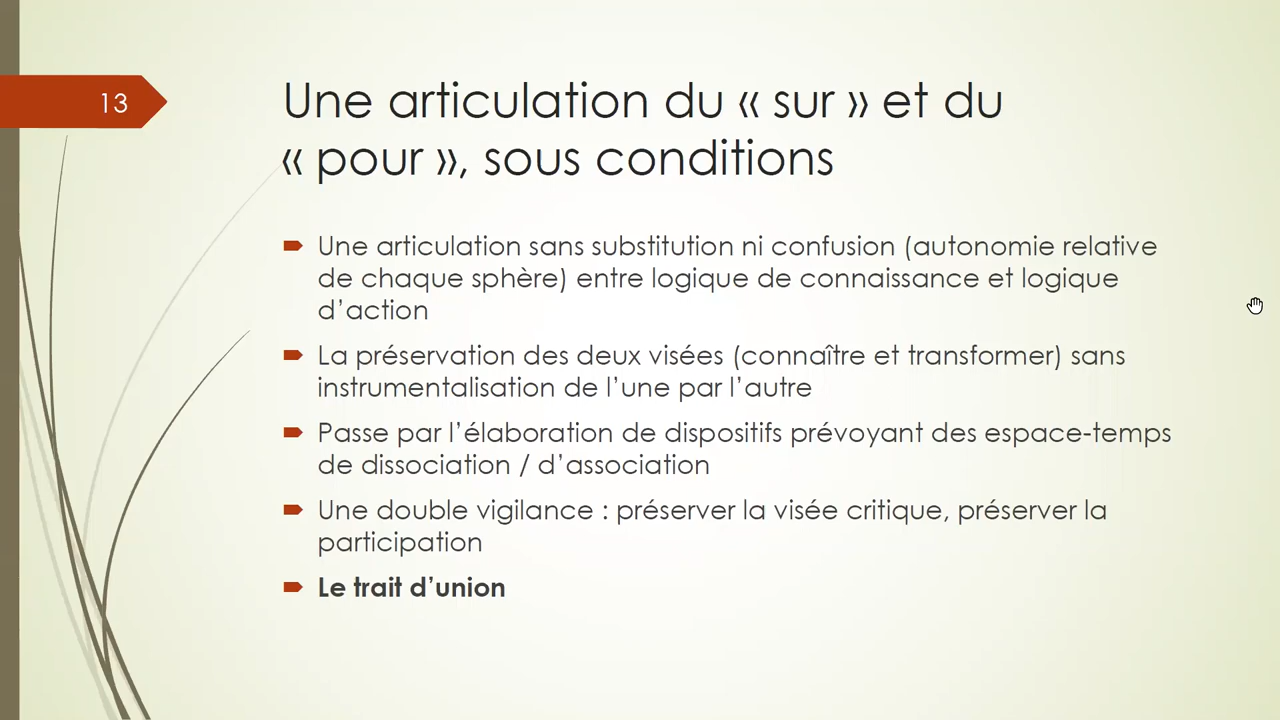 13
Une articulation du « sur » et du
« pour », sous conditions
Une articulation sans substitution ni confusion (autonomie relative
de chaque sphère) entre logique de connaissance et logique
d’action
La préservation des deux visées (connaître et transformer) sans
instrumentalisation de l’une par l’autre
Passe par l’élaboration de dispositifs prévoyant des espace-temps
de dissociation / d’association
Une double vigilance : préserver la visée critique, préserver la
participation
Le trait d’union